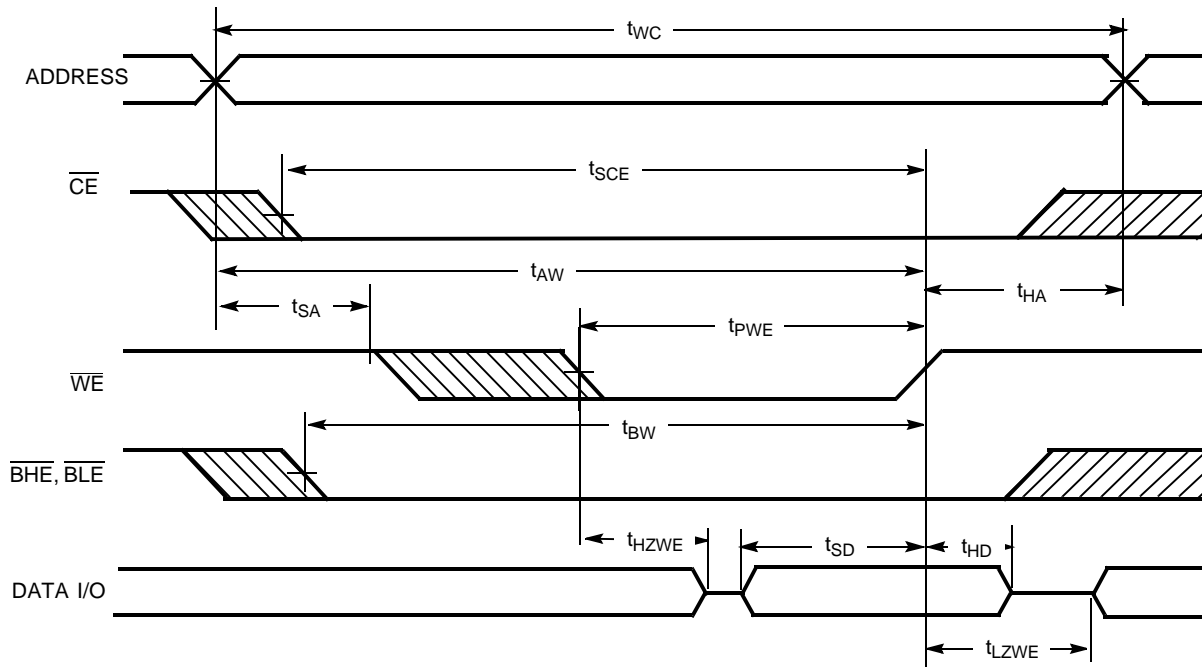 tWC
ADDRESS
tSCE
CE
tAW
tSA
tHA
tPWE
WE
tBW
BHE, BLE
tHZWE
tSD
tHD
DATA I/O
tLZWE